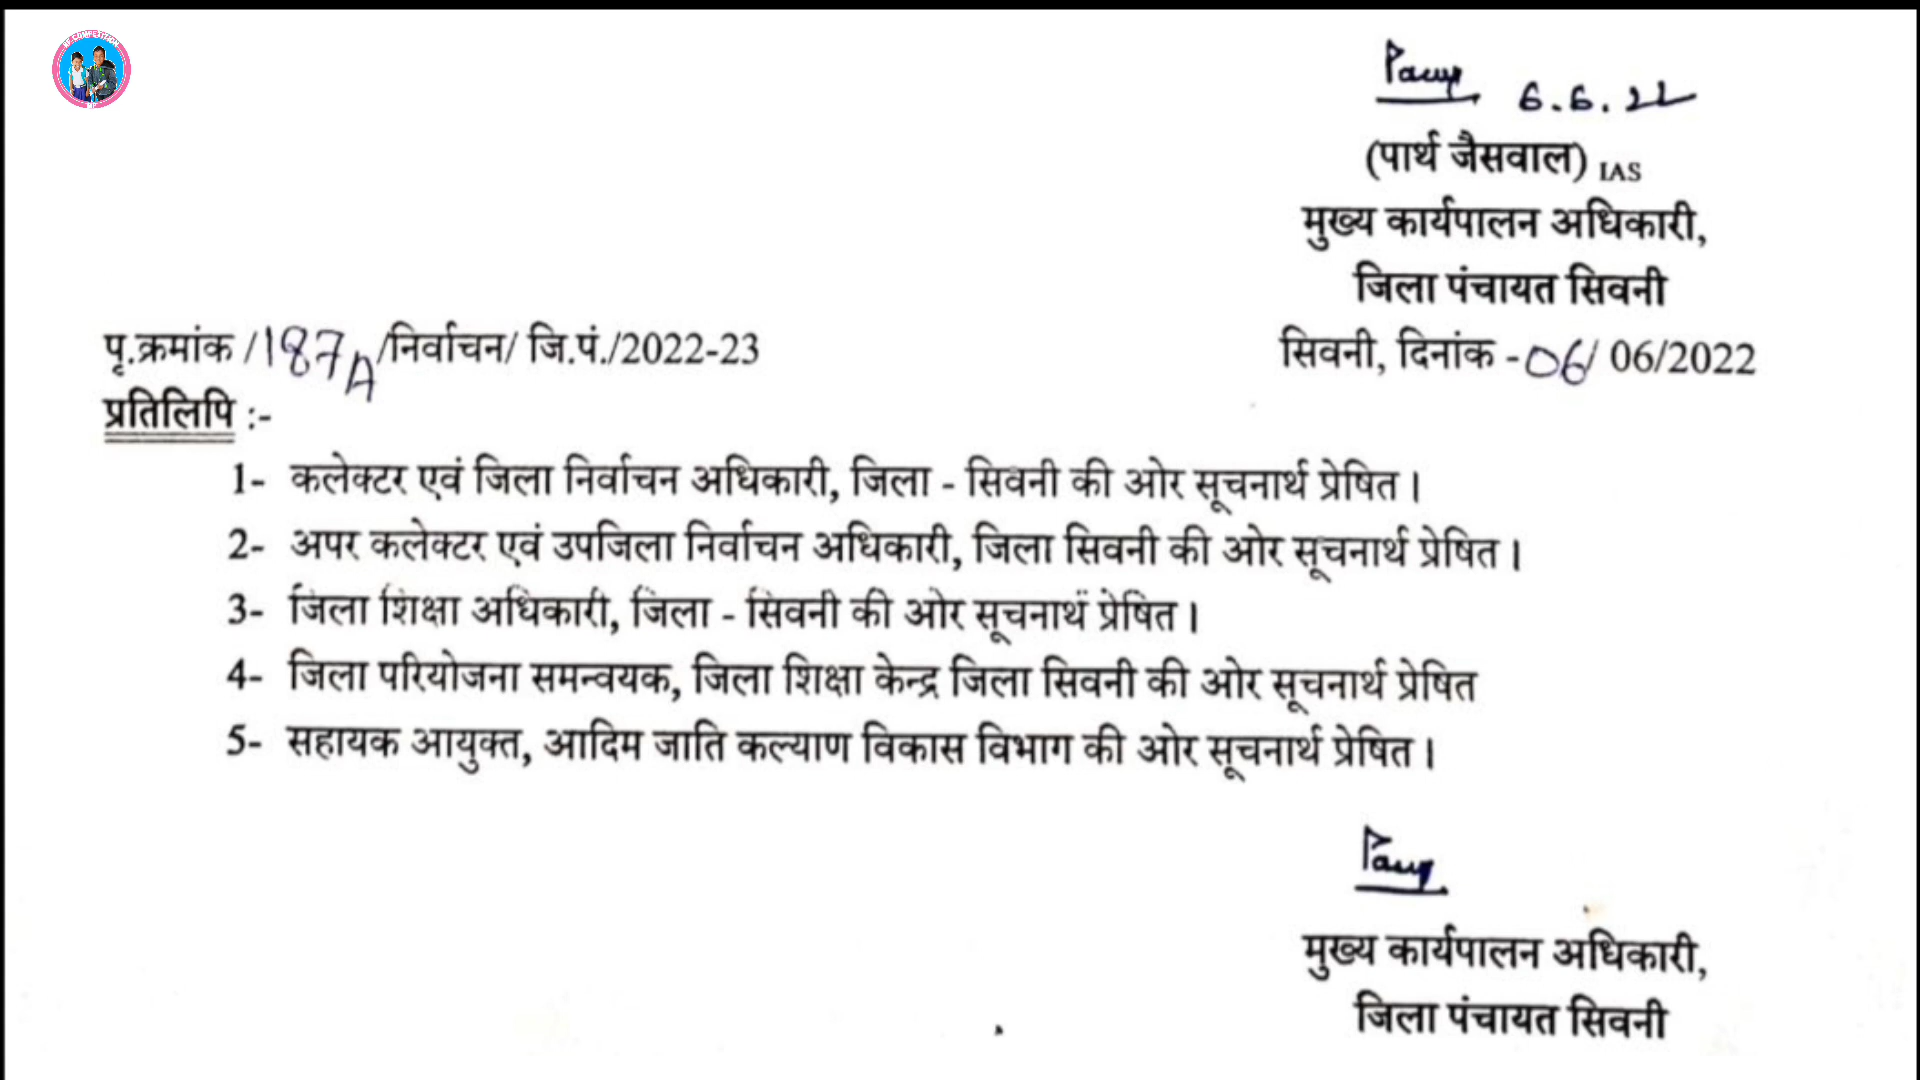 MP COMPETITION
MP
6.6.22
(पार्थ जैसवाल) IAS
मुख्य कार्यपालन अधिकारी,
जिला पंचायत सिवनी
पृ.क्रमांक /187A/निर्वाचन/ जि.पं./2022-23
सिवनी, दिनांक -06/ 06/2022
प्रतिलिपि :-
1- कलेक्टर एवं जिला निर्वाचन अधिकारी, जिला - सिवनी की ओर सूचनार्थ प्रेषित।
2- अपर कलेक्टर एवं उपजिला निर्वाचन अधिकारी, जिला सिवनी की ओर सूचनार्थ प्रेषित।
3- जिला शिक्षा अधिकारी, जिला - सिवनी की ओर सूचनार्थ प्रेषित।
4- जिला परियोजना समन्वयक, जिला शिक्षा केन्द्र जिला सिवनी की ओर सूचनार्थ प्रेषित
5- सहायक आयुक्त, आदिम जाति कल्याण विकास विभाग की ओर सूचनार्थ प्रेषित।
मुख्य कार्यपालन अधिकारी,
जिला पंचायत सिवनी